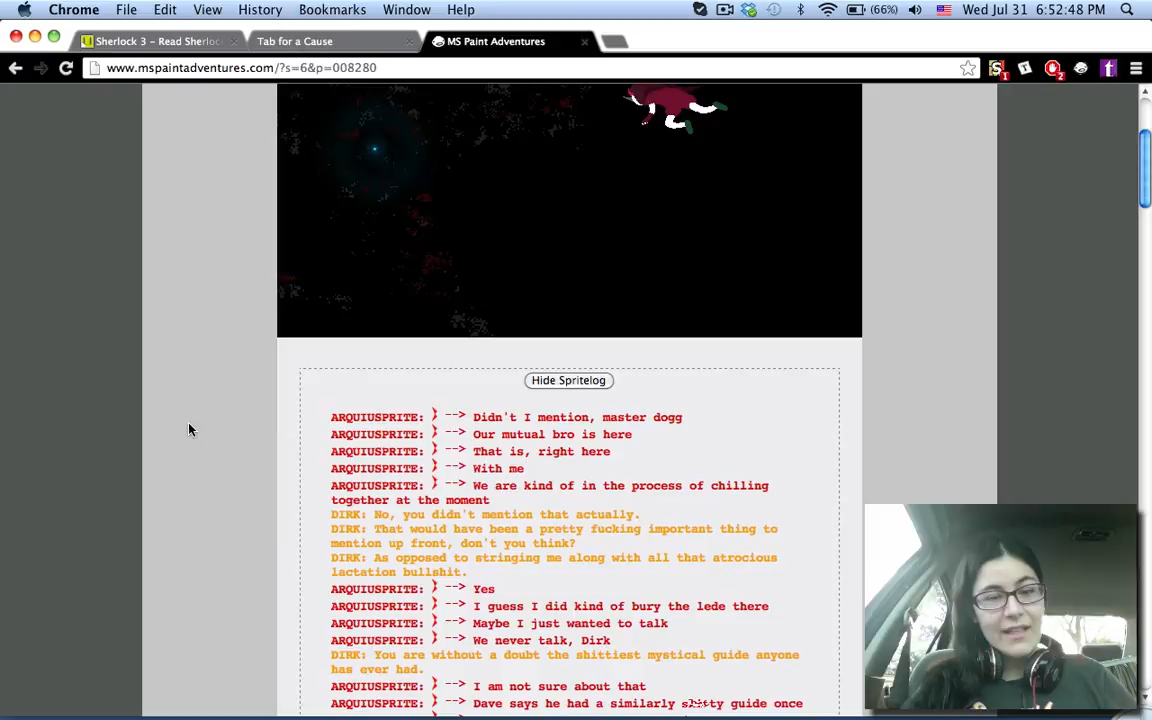 Chrome File Edit View History Bookmarks Window Help (66%) Wed Jul 31 6:52:48 PM
Sherlock 3 – Read Sherloc Tab for a Cause MS Paint Adventures
www.mspaintadventures.com/?s=6&p=008280
Hide Spritelog
ARQUIUSPRITE: --> Didn't I mention, master dogg
ARQUIUSPRITE: --> Our mutual bro is here
ARQUIUSPRITE: --> That is, right here
ARQUIUSPRITE: --> With me
ARQUIUSPRITE: --> We are kind of in the process of chilling
together at the moment
DIRK: No, you didn't mention that actually.
DIRK: That would have been a pretty fucking important thing to
mention up front, don't you think?
DIRK: As opposed to stringing me along with all that atrocious
lactation bullshit.
ARQUIUSPRITE: --> Yes
ARQUIUSPRITE: --> I guess I did kind of bury the lede there
ARQUIUSPRITE: --> Maybe I just wanted to talk
ARQUIUSPRITE: --> We never talk, Dirk
DIRK: You are without a doubt the shittiest mystical guide anyone
has ever had.
ARQUIUSPRITE: --> I am not sure about that
ARQUIUSPRITE: --> Dave says he had a similarly shitty guide once